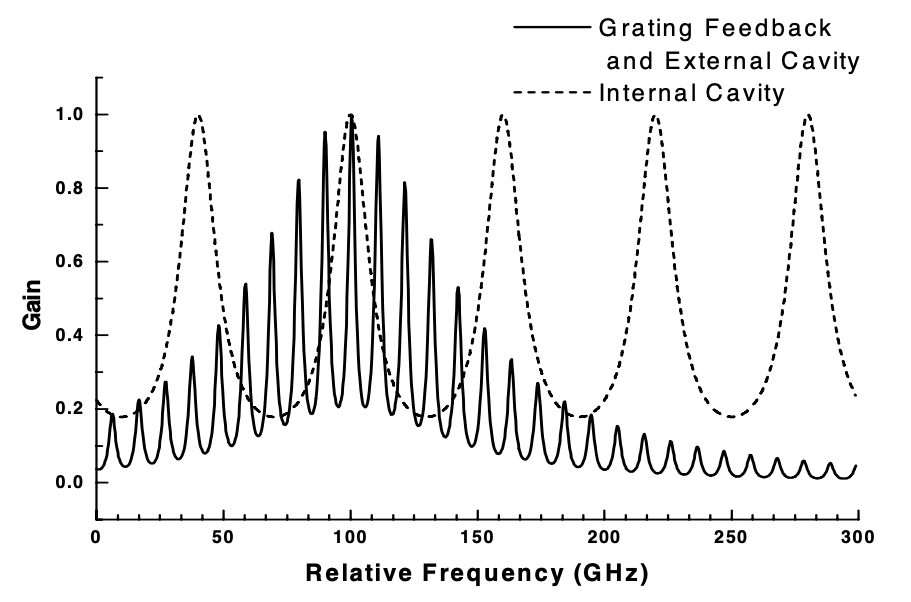 Grating Feedback
and External Cavity
Internal Cavity
1.0
0.8
0.6
0.4
0.2
0.0
Gain
0 50 100 150 200 250 300
Relative Frequency (GHz)